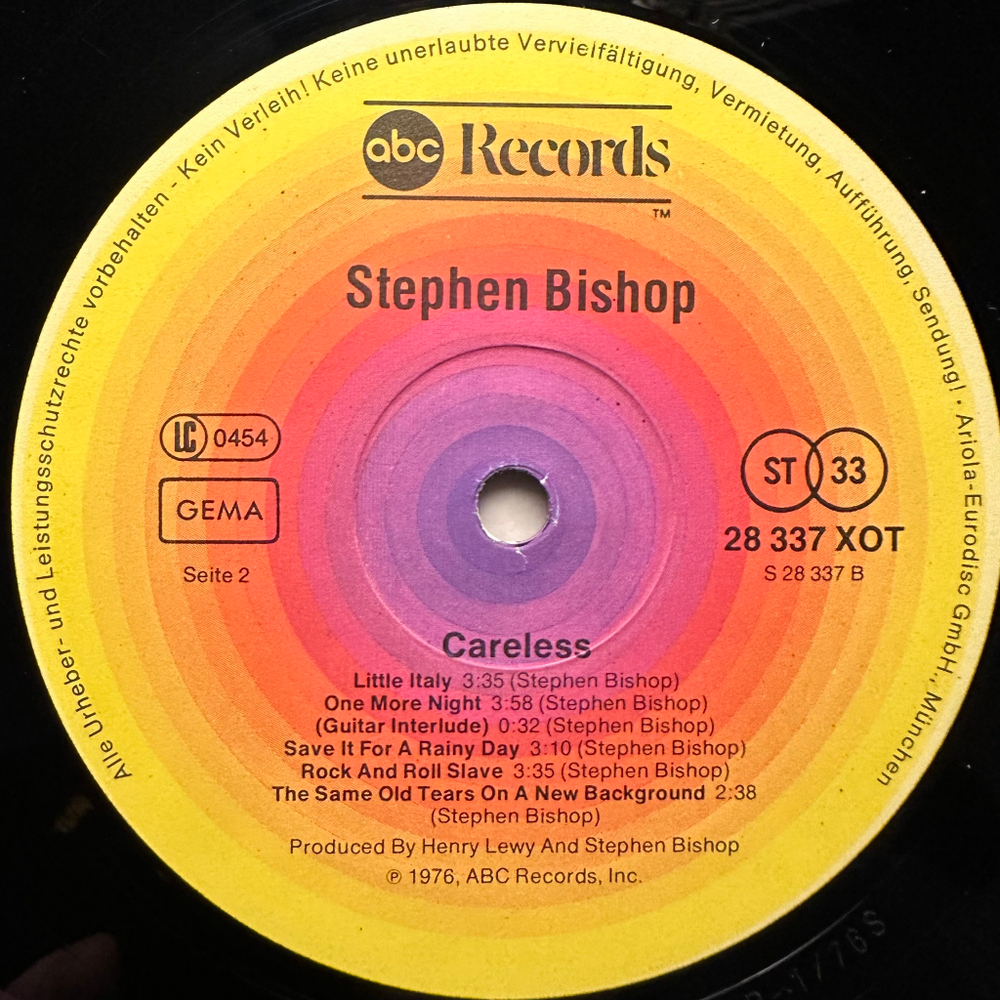 Alle Urheber- und Leistungsschutzrechte vorbehalten - Kein Verleih! Keine unerlaubte Vervielfältigung, Vermietung, Aufführung, Sendung! · Ariola-Eurodisc GmbH., München
abc Records
TM
Stephen Bishop
LC 0454
GEMA
Seite 2
ST 33
28 337 XOT
S 28 337 B
Careless
Little Italy 3:35 (Stephen Bishop)
One More Night 3:58 (Stephen Bishop)
(Guitar Interlude) 0:32 (Stephen Bishop)
Save It For A Rainy Day 3:10 (Stephen Bishop)
Rock And Roll Slave 3:35 (Stephen Bishop)
The Same Old Tears On A New Background 2:38
(Stephen Bishop)
Produced By Henry Lewy And Stephen Bishop
℗ 1976, ABC Records, Inc.